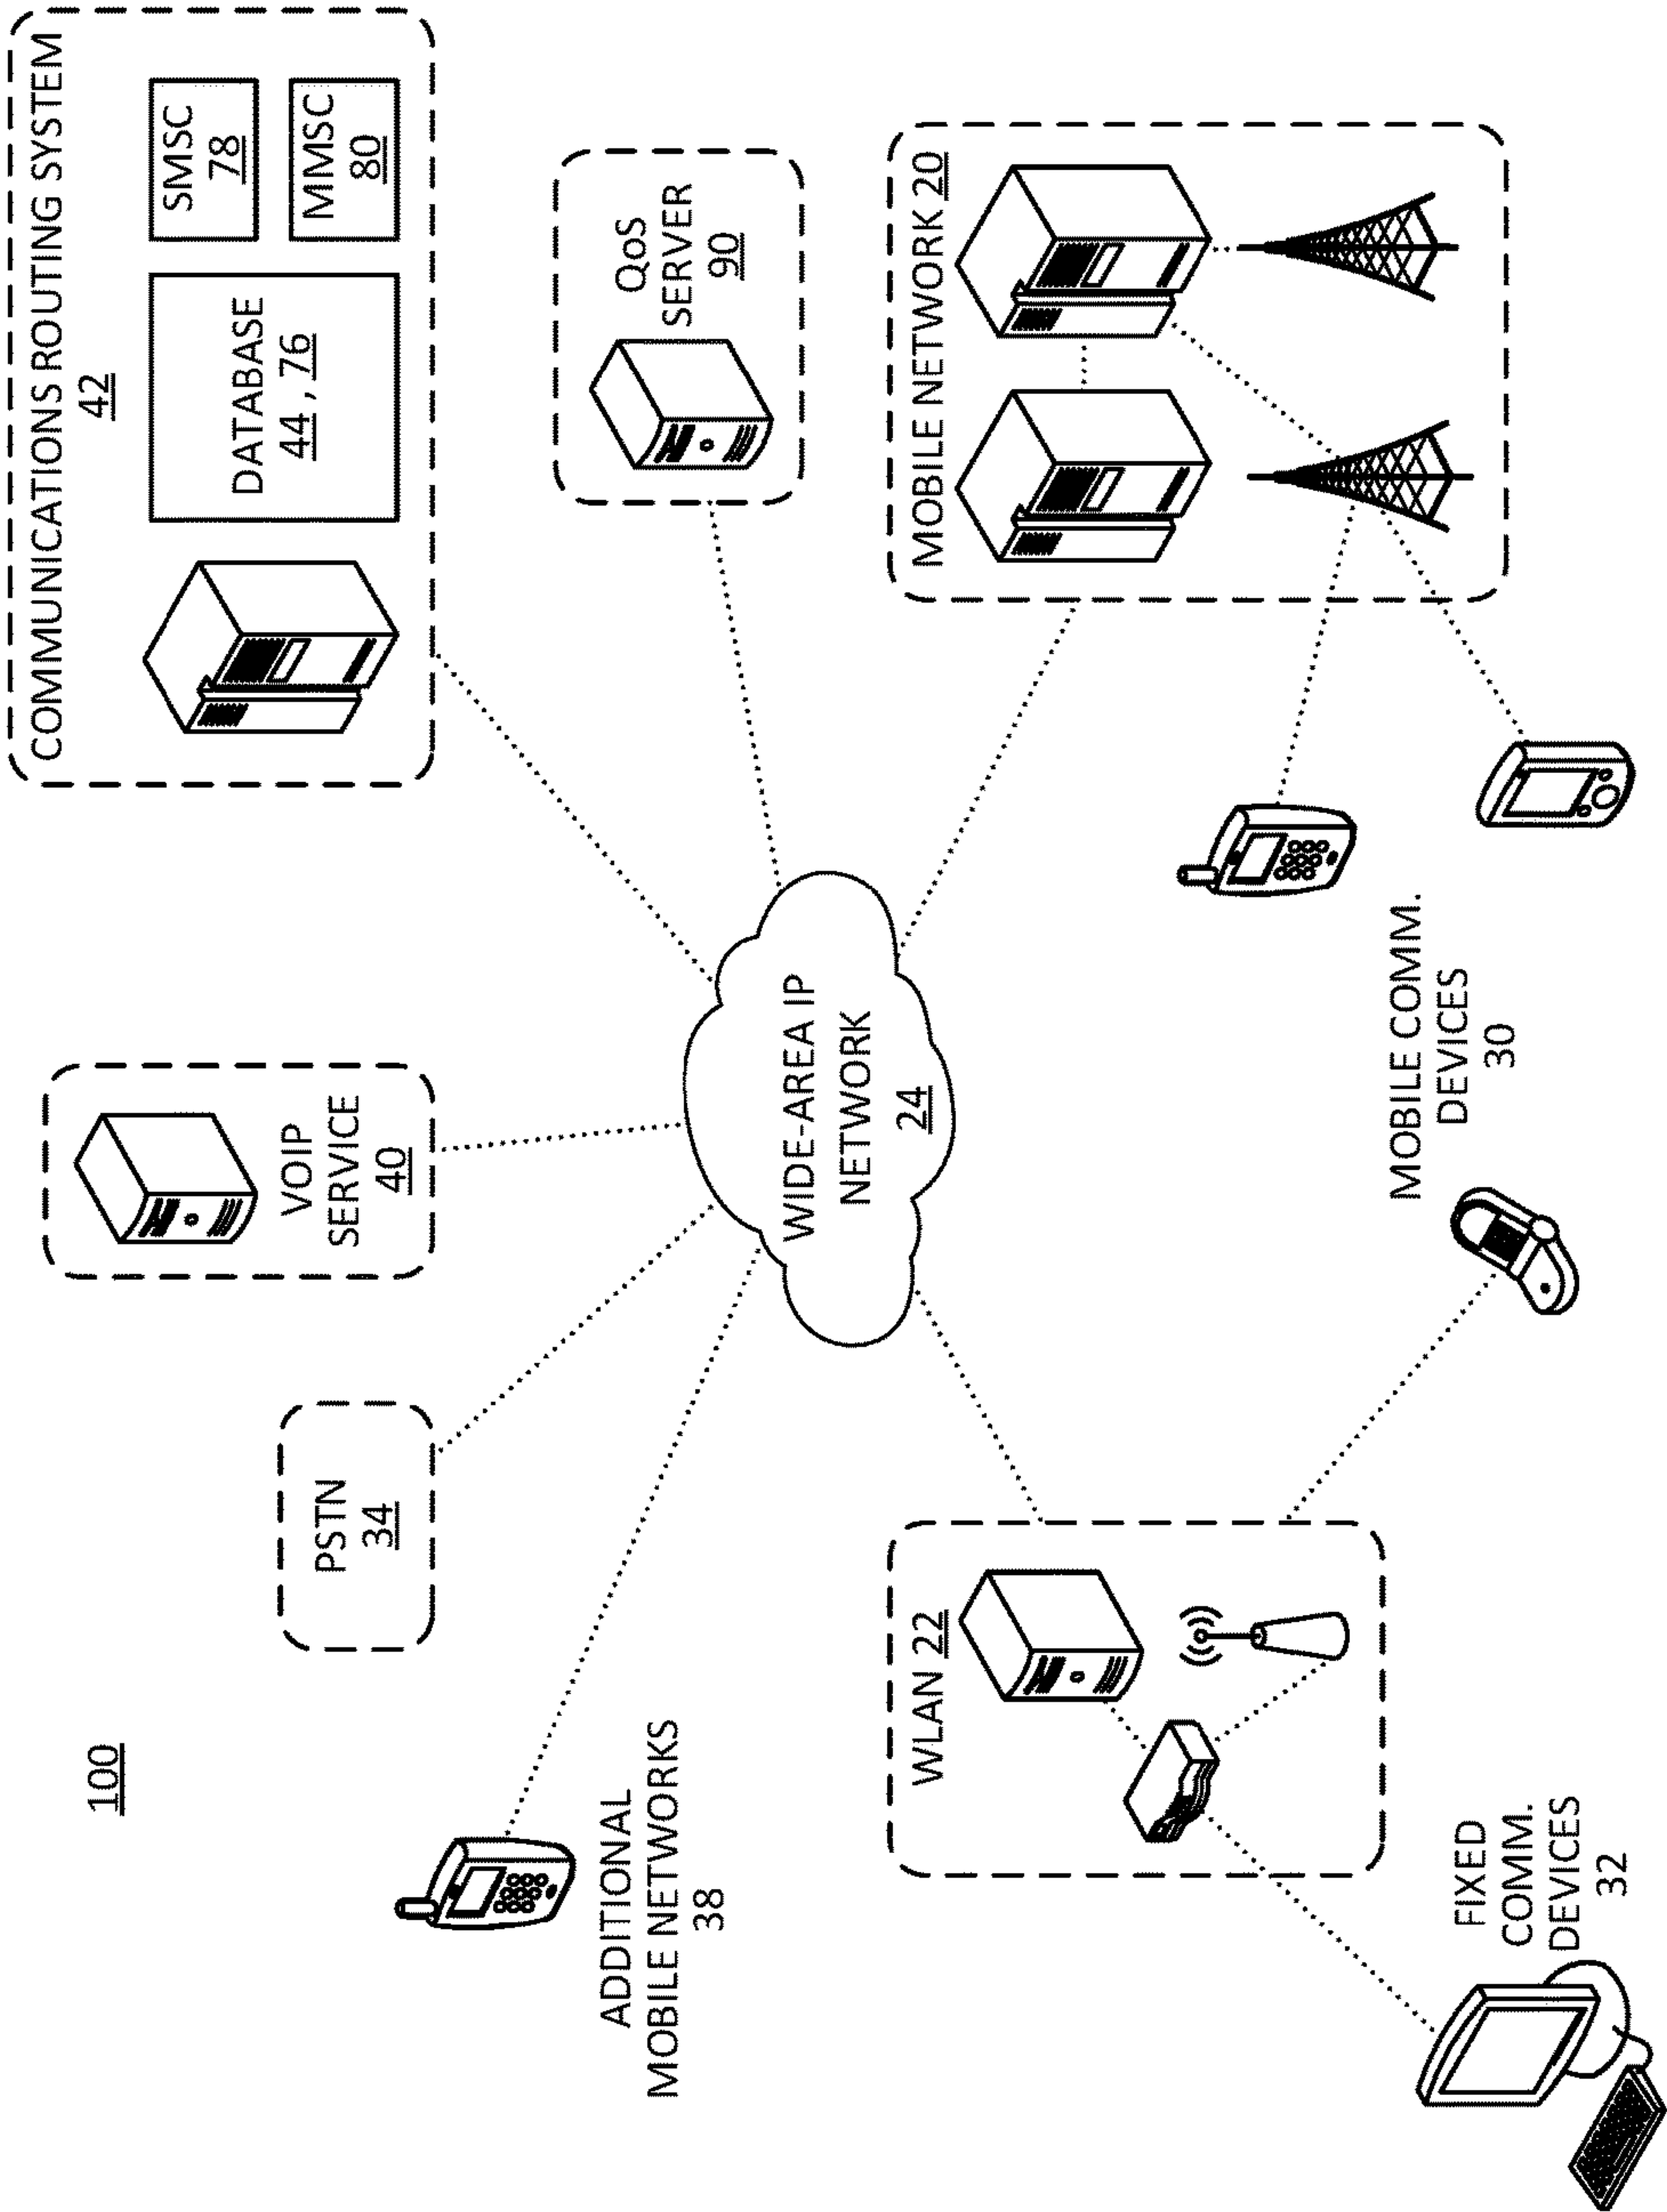 100
COMMUNICATIONS ROUTING SYSTEM
42
DATABASE
44, 76
SMSC
78
MMSC
80
VOIP
SERVICE
40
PSTN
34
ADDITIONAL
MOBILE NETWORKS
38
QoS
SERVER
90
WIDE-AREA IP
NETWORK
24
WLAN 22
MOBILE NETWORK 20
MOBILE COMM.
DEVICES
30
FIXED
COMM.
DEVICES
32